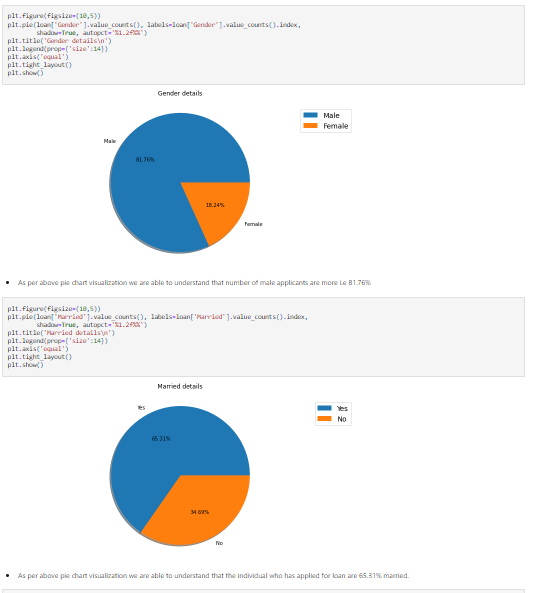 plt.figure(figsize=(10,5))
plt.pie(loan['Gender'].value_counts(), labels=loan['Gender'].value_counts().index,
shadow=True, autopct='%1.2f%%')
plt.title('Gender details\n')
plt.legend(prop={'size':14})
plt.axis('equal')
plt.tight_layout()
plt.show()
Gender details
Male
Female
Male
81.76%
18.24%
Female
• As per above pie chart visualization we are able to understand that number of male applicants are more i.e 81.76%
plt.figure(figsize=(10,5))
plt.pie(loan['Married'].value_counts(), labels=loan['Married'].value_counts().index,
shadow=True, autopct='%1.2f%%')
plt.title('Married details\n')
plt.legend(prop={'size':14})
plt.axis('equal')
plt.tight_layout()
plt.show()
Married details
Yes
No
Yes
65.31%
34.69%
No
• As per above pie chart visualization we are able to understand that the individual who has applied for loan are 65.31% married.